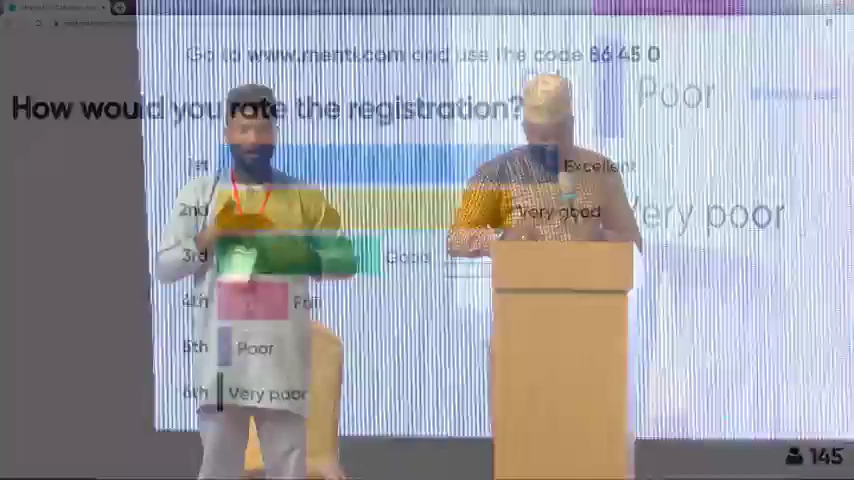 Go to www.menti.com and use the code 86 45 0
How would you rate the registration?
Poor
1st Excellent
2nd Very good
Very poor
3rd Good
4th Fair
5th Poor
6th Very poor
145